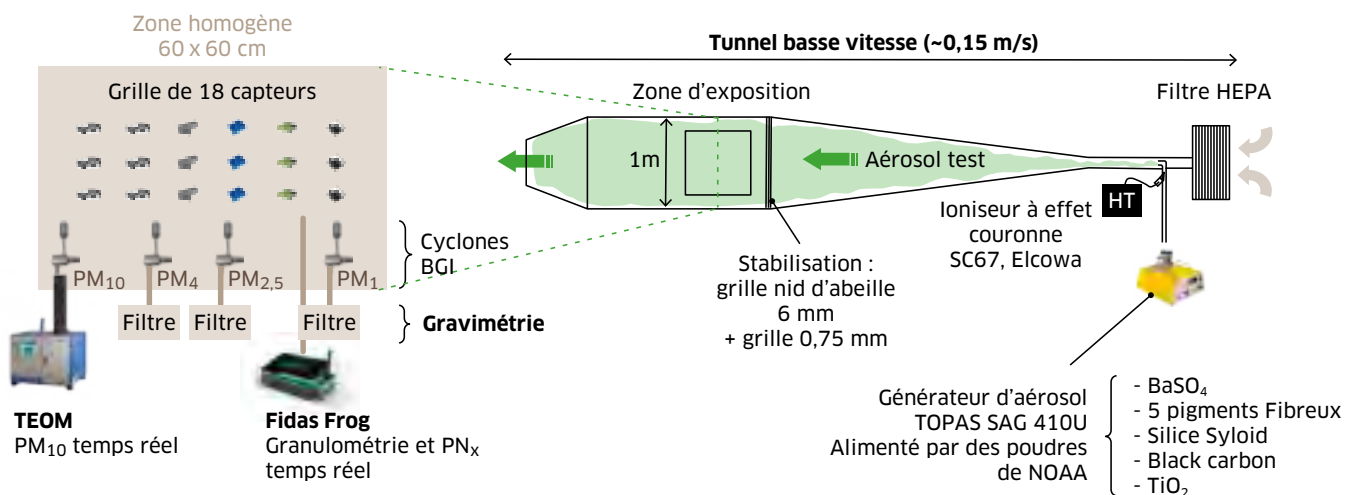 Zone homogène
60 x 60 cm
Grille de 18 capteurs
PM10
PM4
PM2,5
PM1
Cyclones
BGI
Filtre
Filtre
Filtre
Gravimétrie
TEOM
PM10 temps réel
Fidas Frog
Granulométrie et PNx
temps réel
Tunnel basse vitesse (~0,15 m/s)
Zone d'exposition
Filtre HEPA
1m
Aérosol test
HT
Ioniseur à effet
couronne
SC67, Elcowa
Stabilisation :
grille nid d'abeille
6 mm
+ grille 0,75 mm
Générateur d'aérosol
TOPAS SAG 410U
Alimenté par des poudres
de NOAA
- BaSO4
- 5 pigments Fibreux
- Silice Syloid
- Black carbon
- TiO2